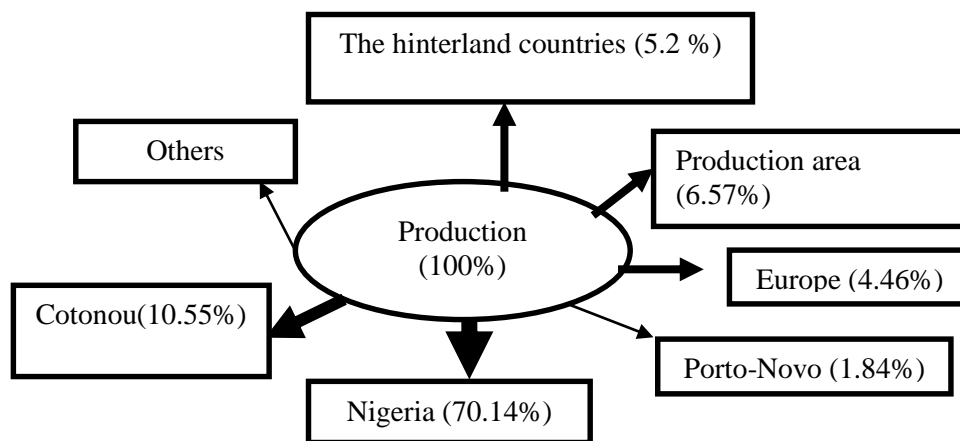 The hinterland countries (5.2 %)
Others
Production area
(6.57%)
Production
(100%)
Europe (4.46%)
Cotonou(10.55%)
Porto-Novo (1.84%)
Nigeria (70.14%)